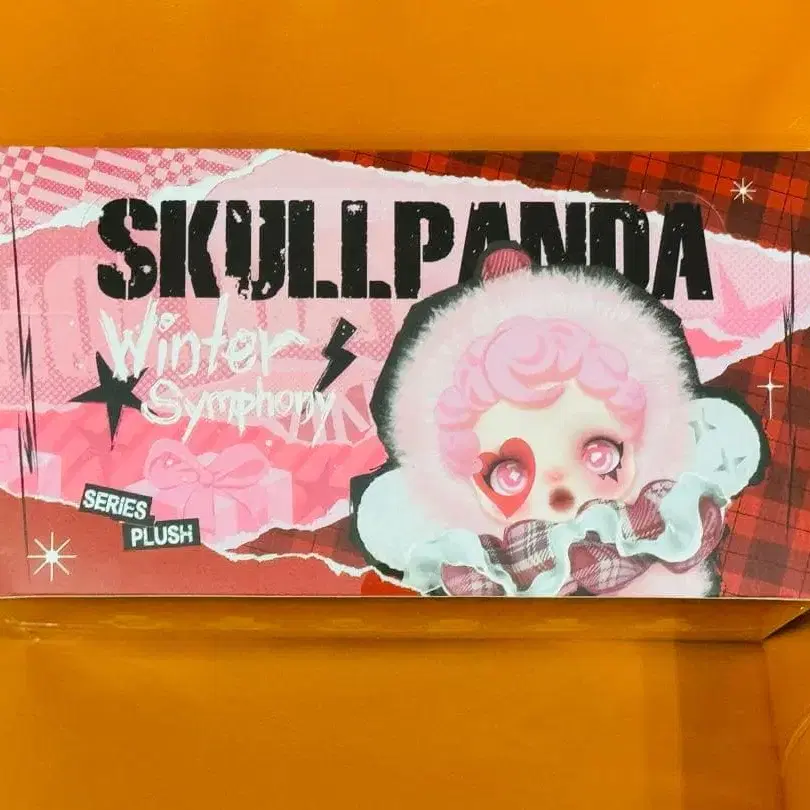 SKULLPANDA
Winter
Symphony
SERIES
PLUSH